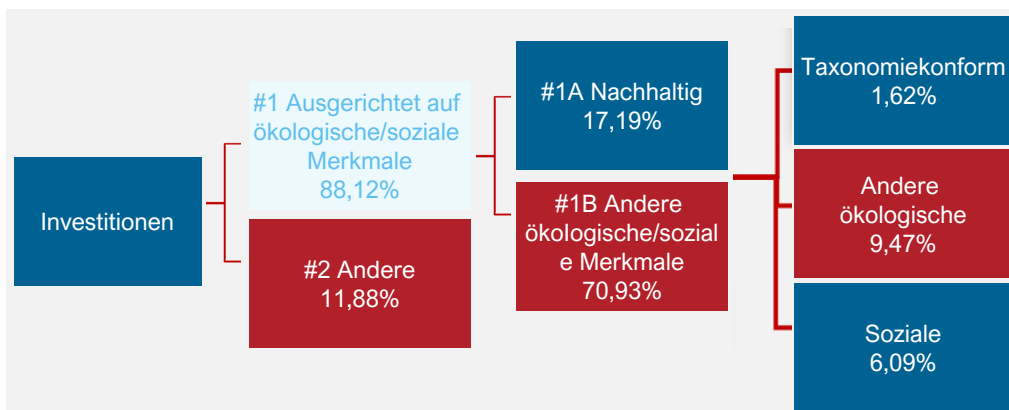 Investitionen
#1 Ausgerichtet auf
ökologische/soziale
Merkmale
88,12%
#2 Andere
11,88%
#1A Nachhaltig
17,19%
#1B Andere
ökologische/sozial
e Merkmale
70,93%
Taxonomiekonform
1,62%
Andere
ökologische
9,47%
Soziale
6,09%